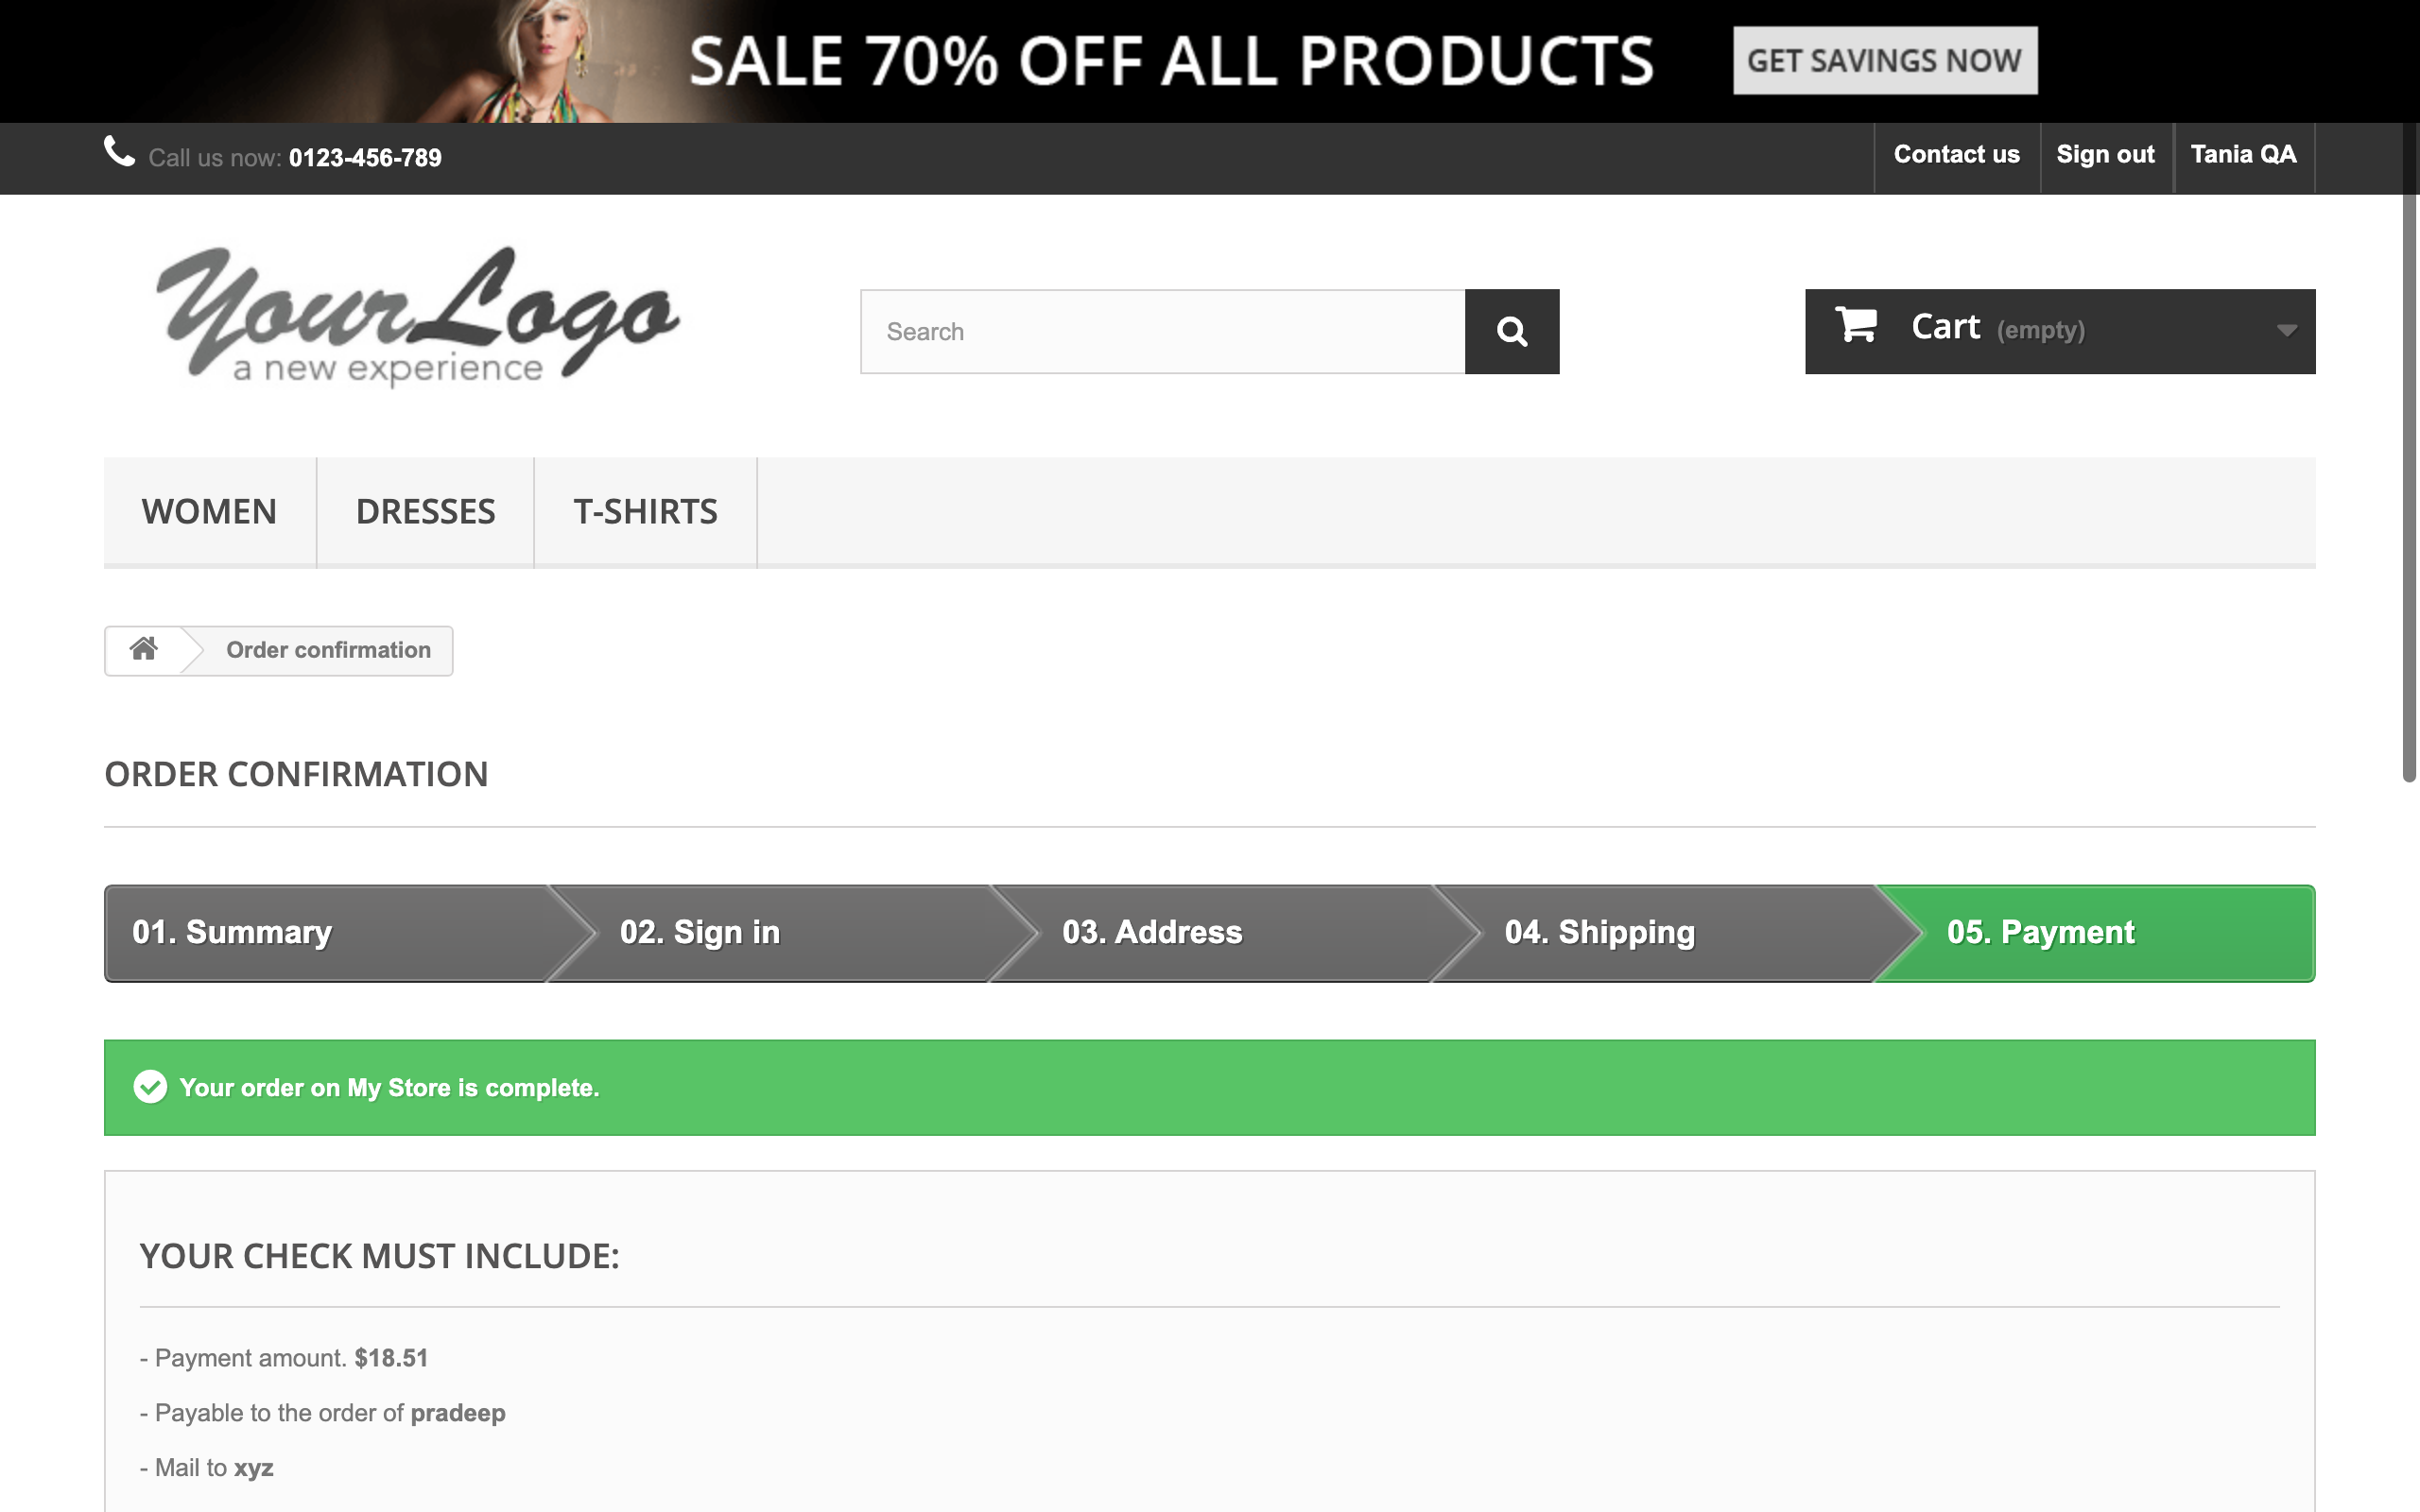 SALE 70% OFF ALL PRODUCTS GET SAVINGS NOW
Call us now: 0123-456-789 Contact us Sign out Tania QA
YourLogo
a new experience
Search Cart (empty)
WOMEN DRESSES T-SHIRTS
Order confirmation
ORDER CONFIRMATION
01. Summary 02. Sign in 03. Address 04. Shipping 05. Payment
Your order on My Store is complete.
YOUR CHECK MUST INCLUDE:
- Payment amount. $18.51
- Payable to the order of pradeep
- Mail to xyz